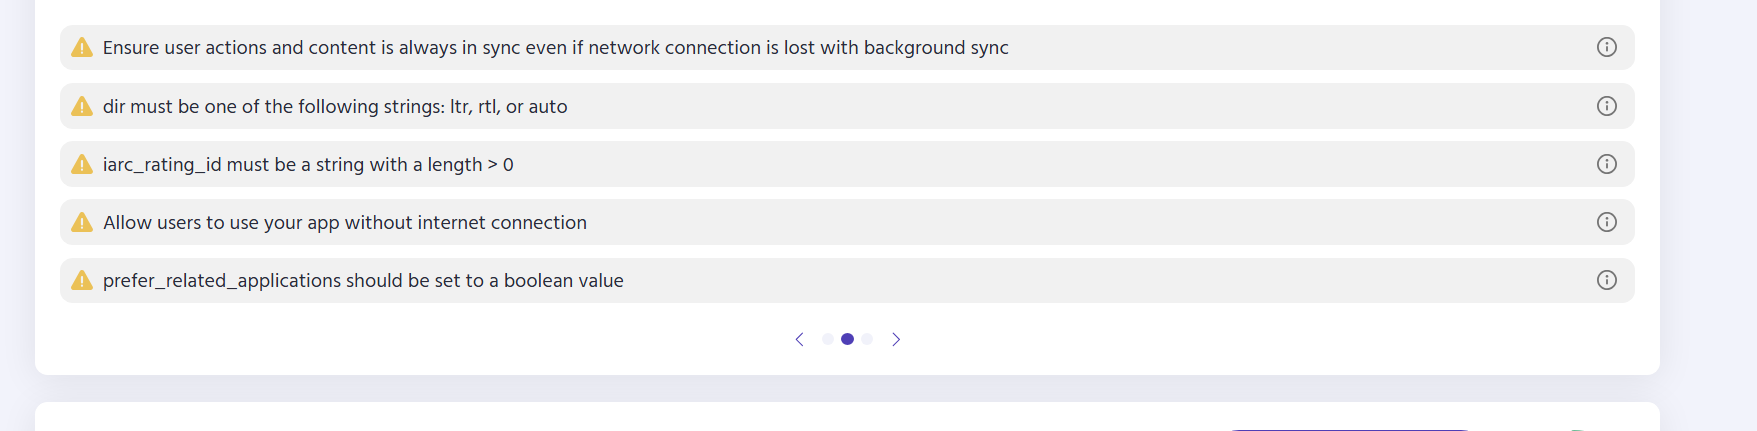 Ensure user actions and content is always in sync even if network connection is lost with background sync
dir must be one of the following strings: ltr, rtl, or auto
iarc_rating_id must be a string with a length > 0
Allow users to use your app without internet connection
prefer_related_applications should be set to a boolean value